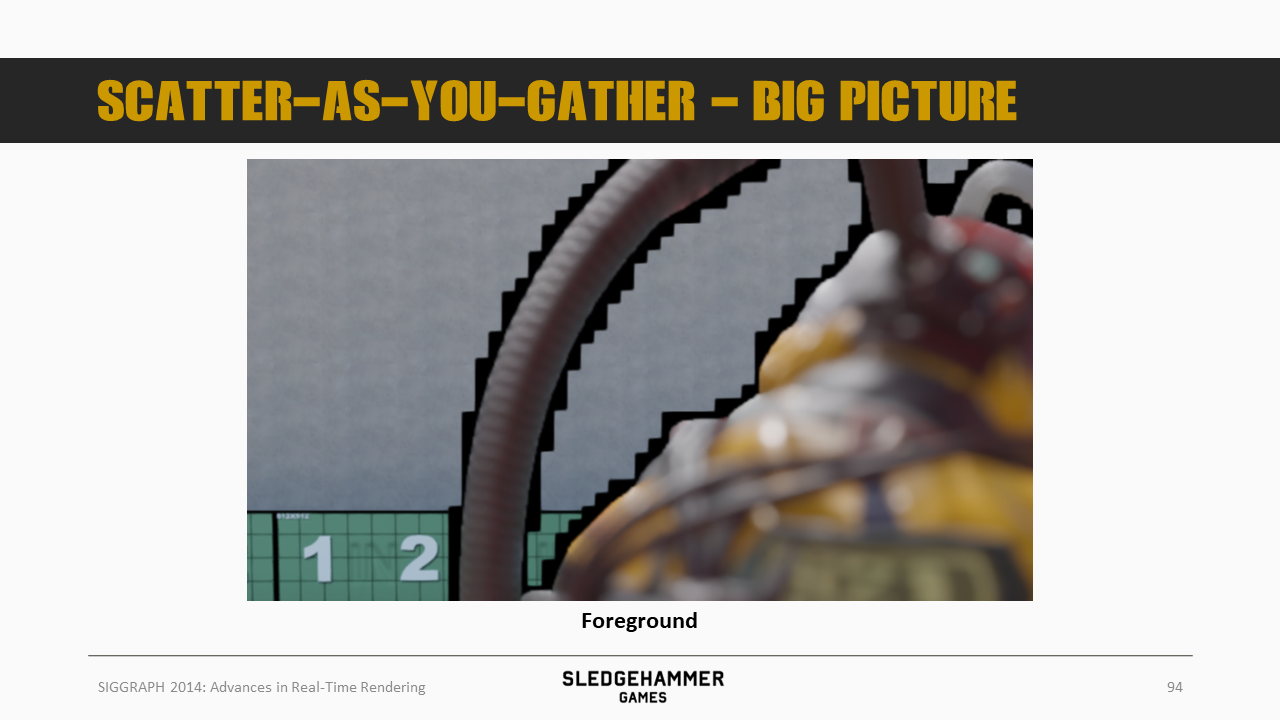 SCATTER-AS-YOU-GATHER - BIG PICTURE
512X512
1 2
Foreground
SIGGRAPH 2014: Advances in Real-Time Rendering
SLEDGEHAMMER
GAMES
94